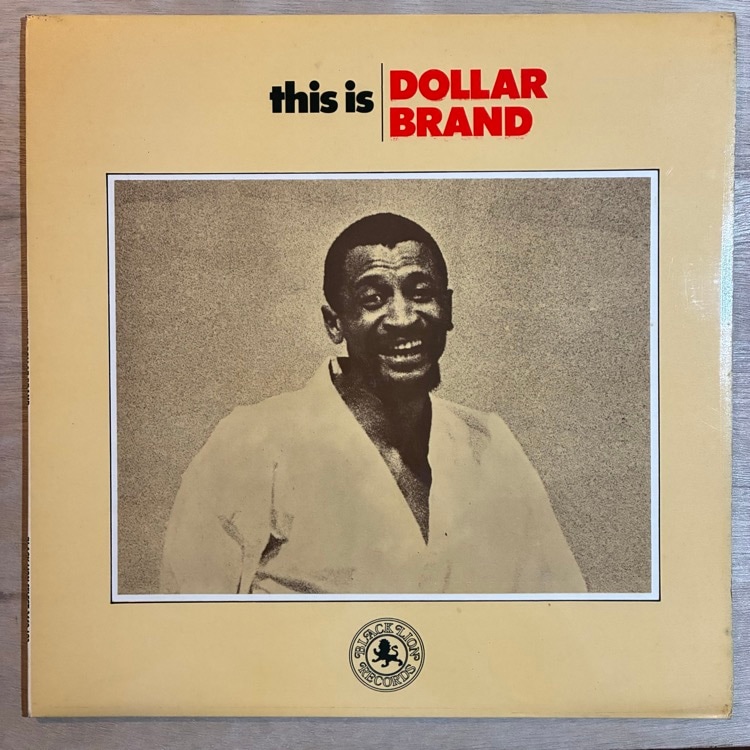 this is DOLLAR
BRAND
BLACK LION
RECORDS